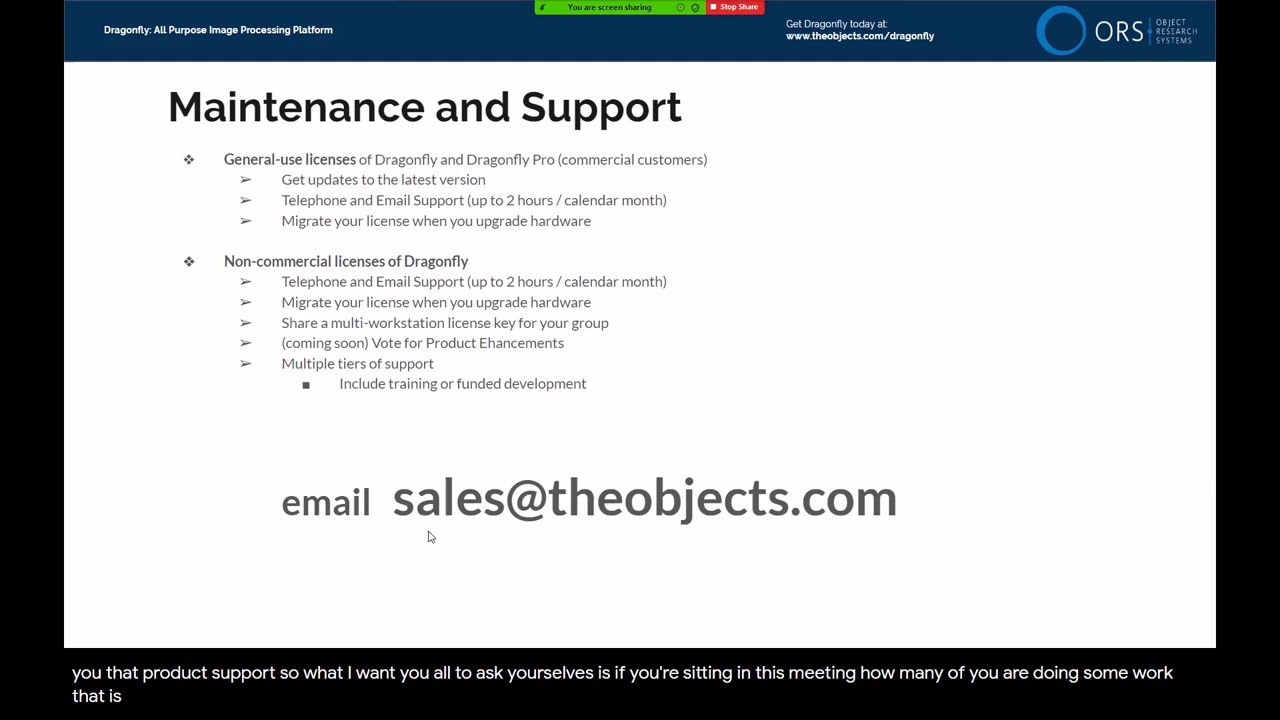 You are screen sharing
Stop Share
Dragonfly: All Purpose Image Processing Platform
Get Dragonfly today at:
www.theobjects.com/dragonfly
ORS
OBJECT
RESEARCH
SYSTEMS
Maintenance and Support
❖ General-use licenses of Dragonfly and Dragonfly Pro (commercial customers)
➢ Get updates to the latest version
➢ Telephone and Email Support (up to 2 hours / calendar month)
➢ Migrate your license when you upgrade hardware
❖ Non-commercial licenses of Dragonfly
➢ Telephone and Email Support (up to 2 hours / calendar month)
➢ Migrate your license when you upgrade hardware
➢ Share a multi-workstation license key for your group
➢ (coming soon) Vote for Product Ehancements
➢ Multiple tiers of support
■ Include training or funded development
email sales@theobjects.com
you that product support so what I want you all to ask yourselves is if you're sitting in this meeting how many of you are doing some work
that is